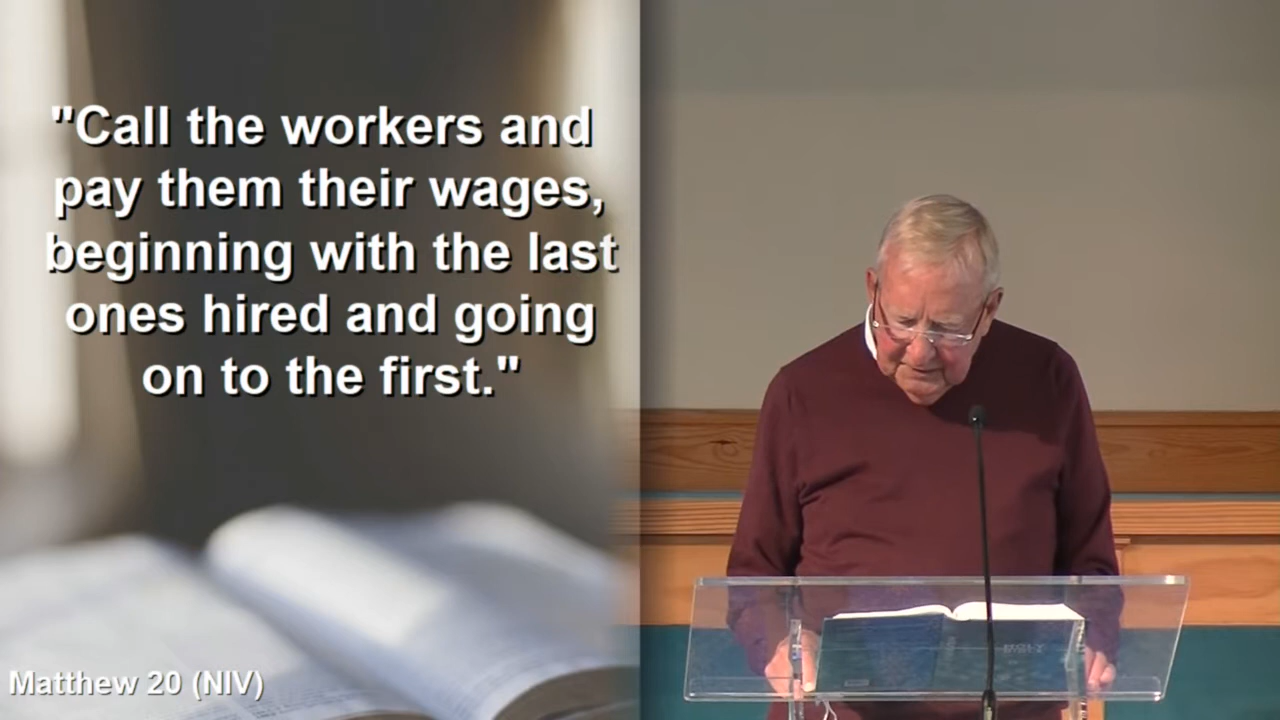 "Call the workers and
pay them their wages,
beginning with the last
ones hired and going
on to the first."
Matthew 20 (NIV)